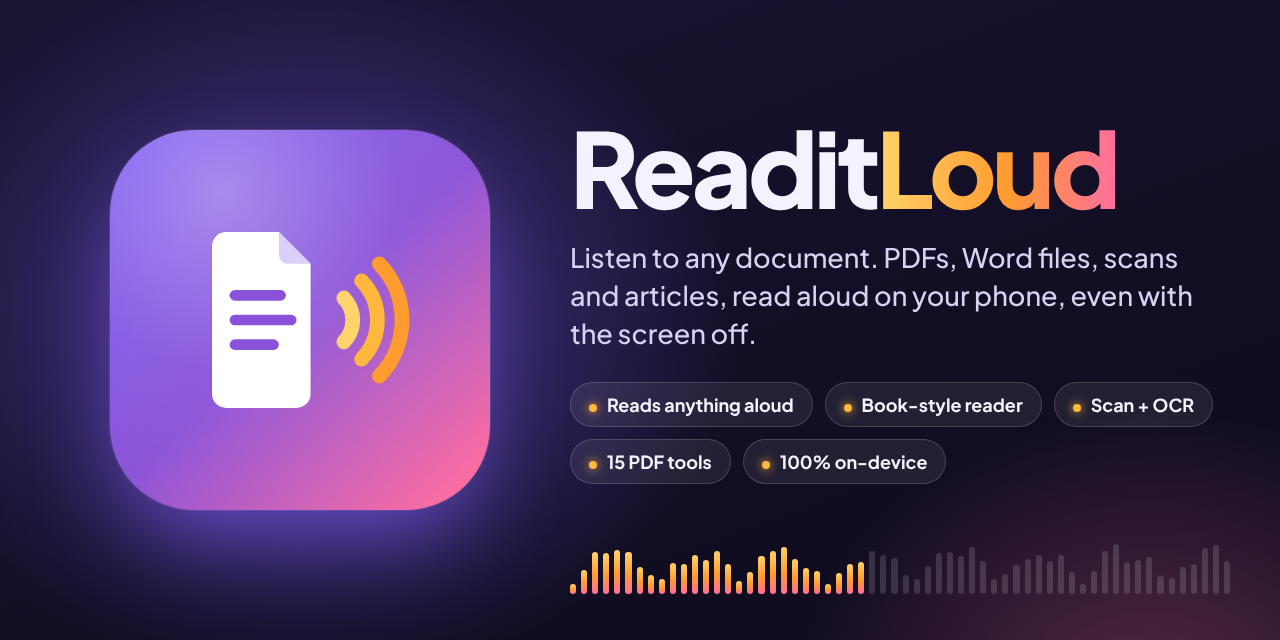 ReaditLoud
Listen to any document. PDFs, Word files, scans
and articles, read aloud on your phone, even with
the screen off.
Reads anything aloud
Book-style reader
Scan + OCR
15 PDF tools
100% on-device